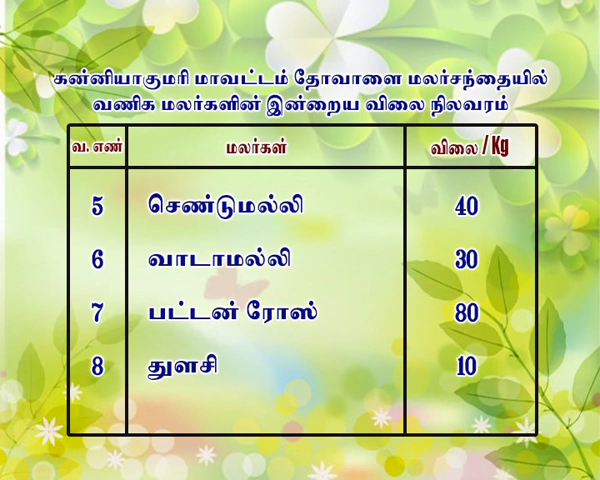 கன்னியாகுமரி மாவட்டம் தோவாளை மலர்சந்தையில்
வணிக மலர்களின் இன்றைய விலை நிலவரம்
வ. எண் மலர்கள் விலை / Kg
5 செண்டுமல்லி 40
6 வாடாமல்லி 30
7 பட்டன் ரோஸ் 80
8 துளசி 10